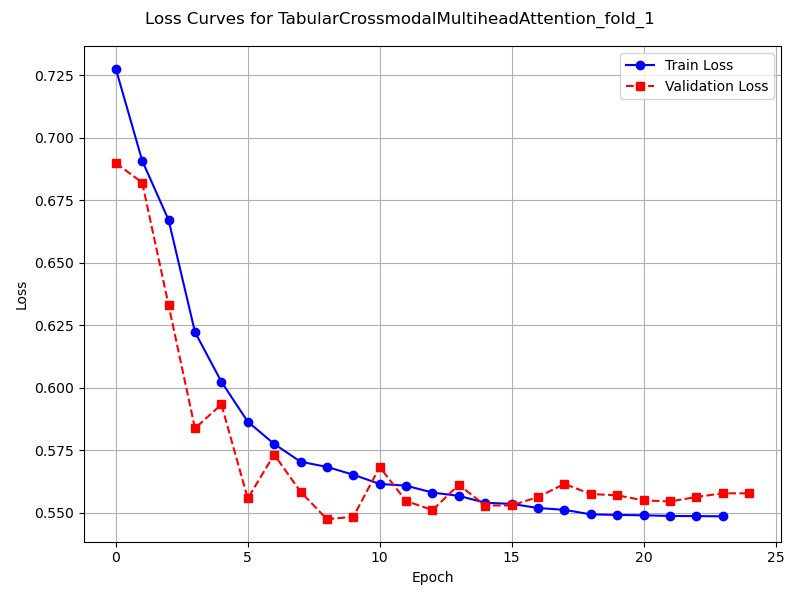 Loss Curves for TabularCrossmodalMultiheadAttention_fold_1
Train Loss
Validation Loss
0.725
0.700
0.675
0.650
0.625
0.600
0.575
0.550
Loss
0 5 10 15 20 25
Epoch